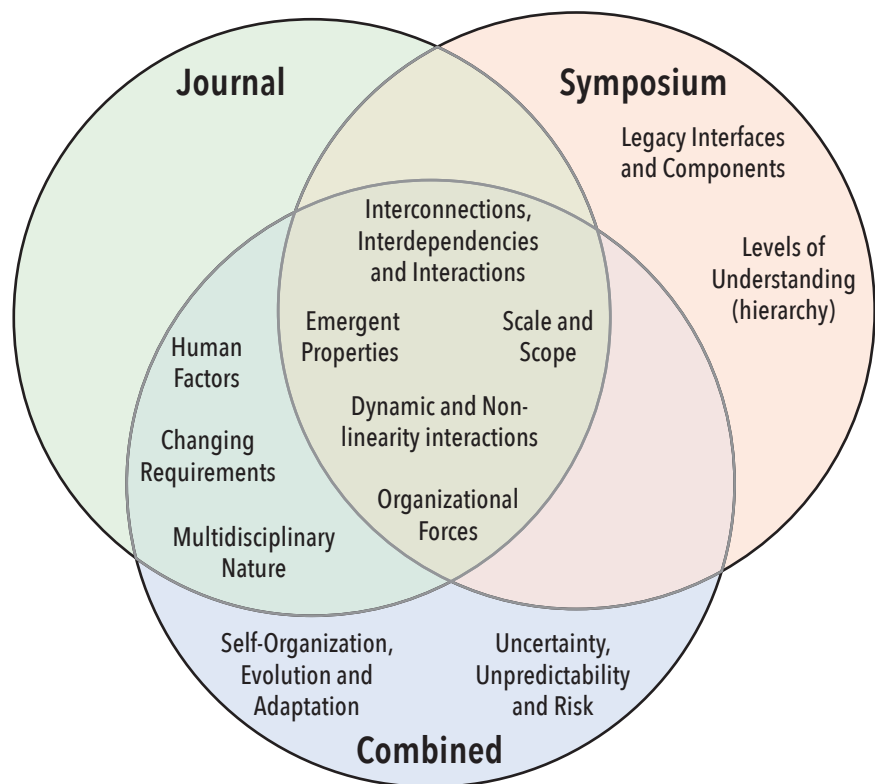 Journal
Symposium
Legacy Interfaces
and Components
Levels of
Understanding
(hierarchy)
Interconnections,
Interdependencies
and Interactions
Emergent
Properties
Scale and
Scope
Human
Factors
Dynamic and Non-
linearity interactions
Changing
Requirements
Organizational
Forces
Multidisciplinary
Nature
Self-Organization,
Evolution and
Adaptation
Uncertainty,
Unpredictability
and Risk
Combined